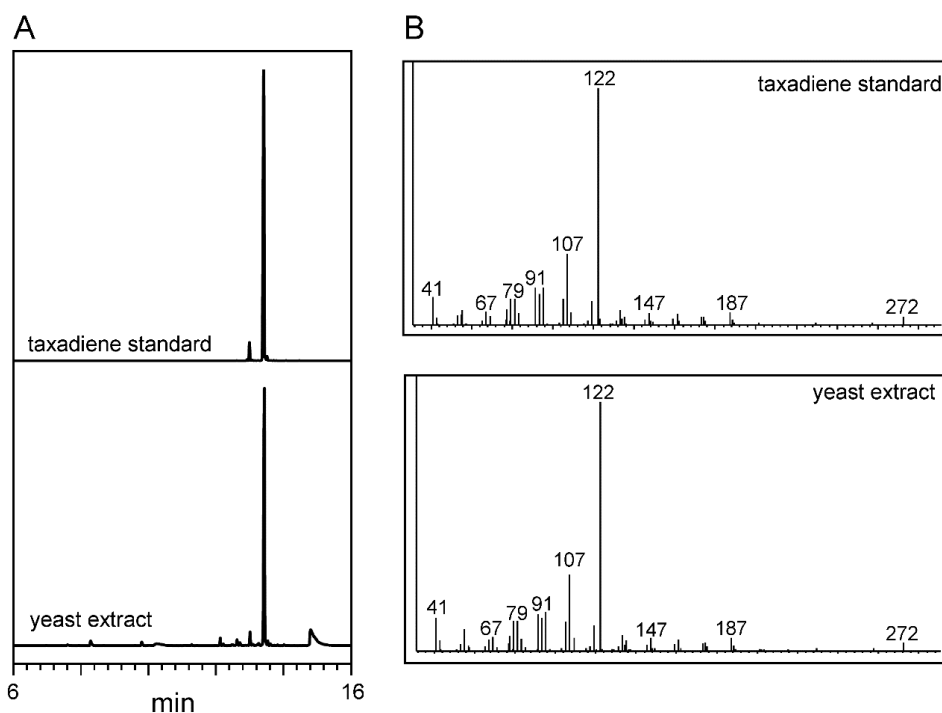 A
taxadiene standard
yeast extract
6
16
min
B
taxadiene standard
122
107
41
67
79
91
147
187
272
yeast extract
122
107
41
67
79
91
147
187
272